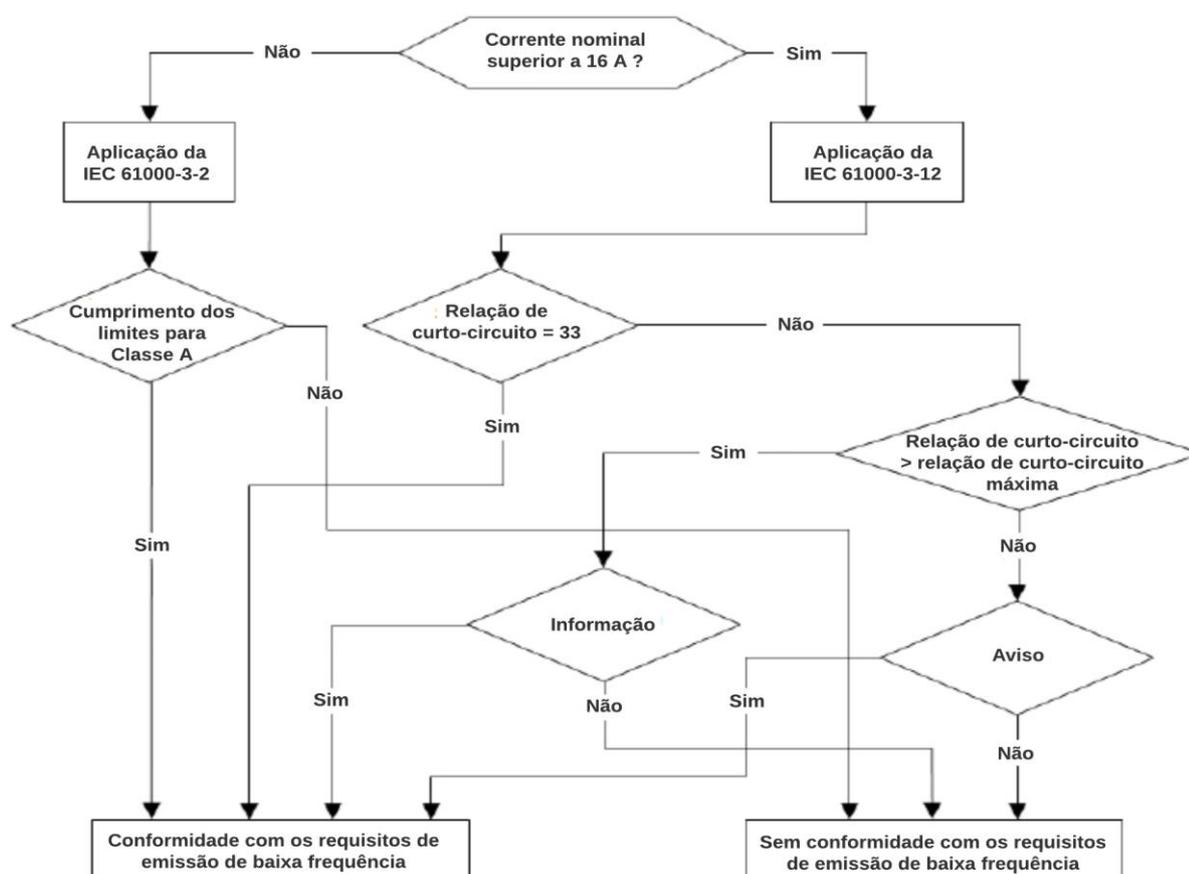 Corrente nominal
superior a 16 A ?
Não
Sim
Aplicação da
IEC 61000-3-2
Aplicação da
IEC 61000-3-12
Cumprimento dos
limites para
Classe A
Relação de
curto-circuito = 33
Não
Não
Sim
Relação de curto-circuito
> relação de curto-circuito
máxima
Sim
Sim
Não
Informação
Aviso
Sim
Não
Sim
Não
Conformidade com os requisitos de
emissão de baixa frequência
Sem conformidade com os requisitos
de emissão de baixa frequência